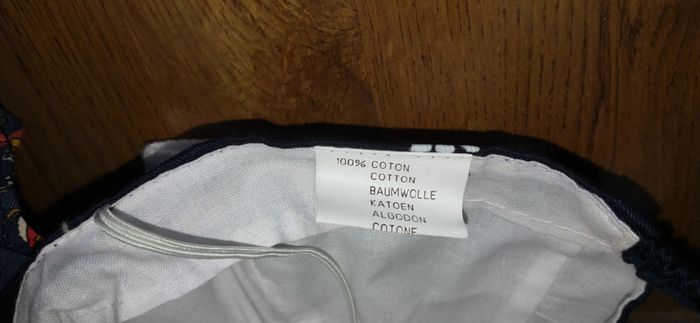 100% COTON
COTTON
BAUMWOLLE
KATOEN
ALGODON
COTONE